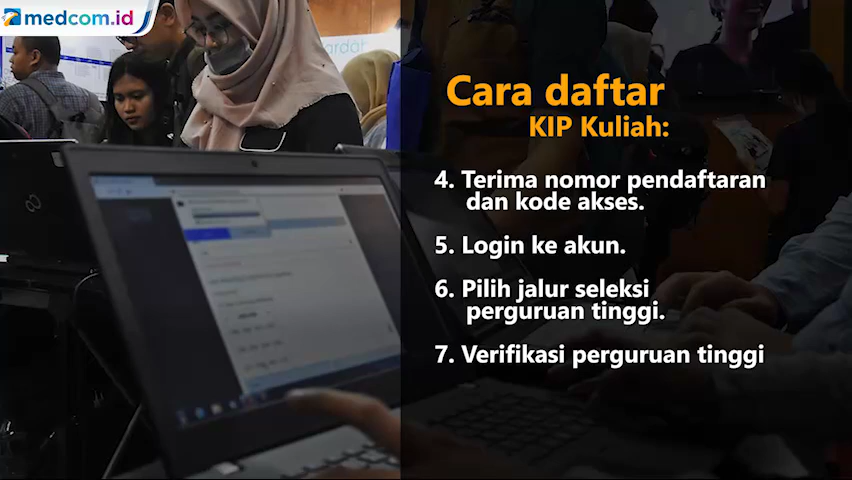 medcom.id
Cara daftar
KIP Kuliah:
4. Terima nomor pendaftaran
dan kode akses.
5. Login ke akun.
6. Pilih jalur seleksi
perguruan tinggi.
7. Verifikasi perguruan tinggi